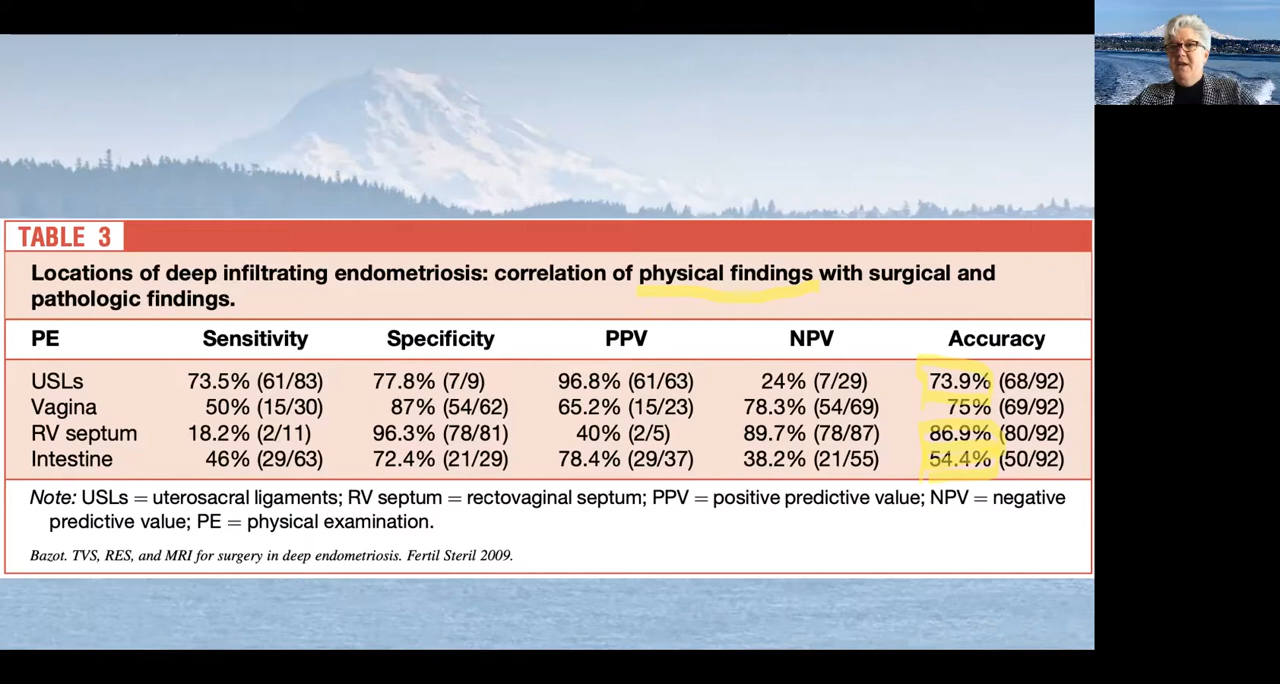 TABLE 3
Locations of deep infiltrating endometriosis: correlation of physical findings with surgical and
pathologic findings.
PE Sensitivity Specificity PPV NPV Accuracy
USLs 73.5% (61/83) 77.8% (7/9) 96.8% (61/63) 24% (7/29) 73.9% (68/92)
Vagina 50% (15/30) 87% (54/62) 65.2% (15/23) 78.3% (54/69) 75% (69/92)
RV septum 18.2% (2/11) 96.3% (78/81) 40% (2/5) 89.7% (78/87) 86.9% (80/92)
Intestine 46% (29/63) 72.4% (21/29) 78.4% (29/37) 38.2% (21/55) 54.4% (50/92)
Note: USLs = uterosacral ligaments; RV septum = rectovaginal septum; PPV = positive predictive value; NPV = negative
predictive value; PE = physical examination.
Bazot. TVS, RES, and MRI for surgery in deep endometriosis. Fertil Steril 2009.